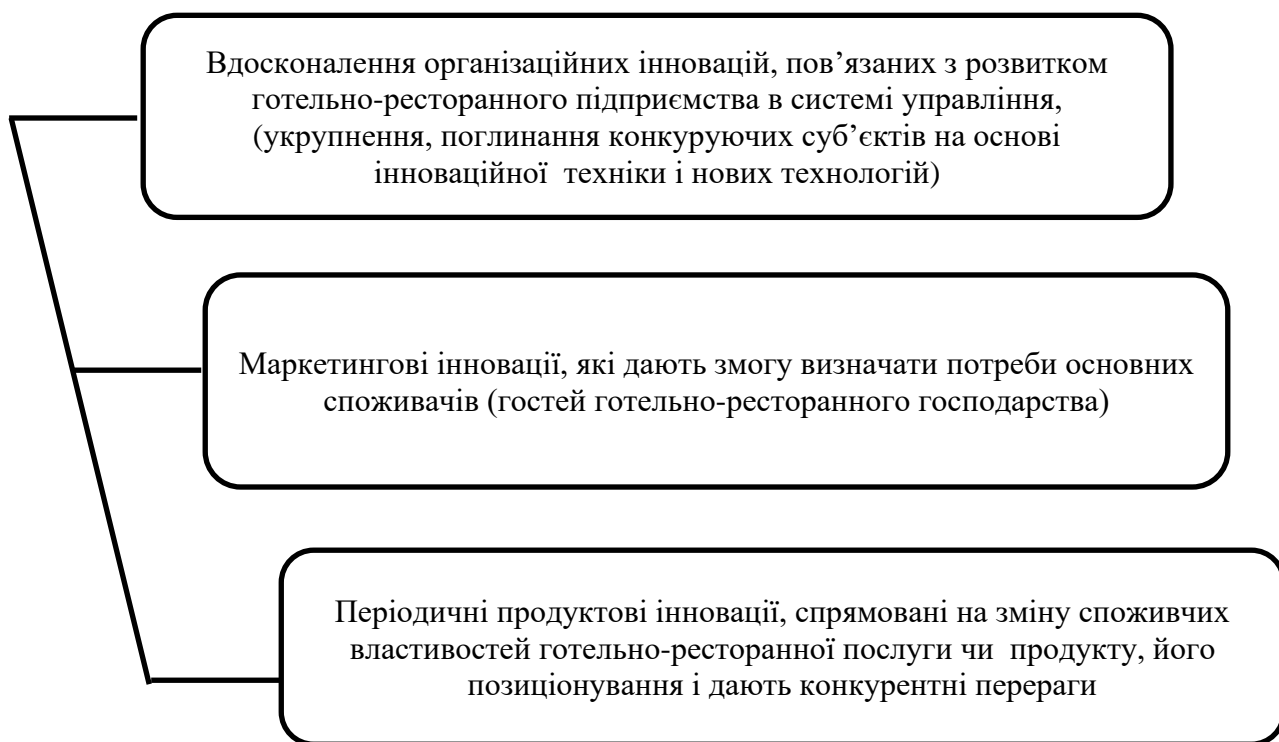 Вдосконалення організаційних інновацій, пов’язаних з розвитком
готельно-ресторанного підприємства в системі управління,
(укрупнення, поглинання конкуруючих суб’єктів на основі
інноваційної  техніки і нових технологій)
Маркетингові інновації, які дають змогу визначати потреби основних
споживачів (гостей готельно-ресторанного господарства)
Періодичні продуктові інновації, спрямовані на зміну споживчих
властивостей готельно-ресторанної послуги чи  продукту, його
позиціонування і дають конкурентні перераги